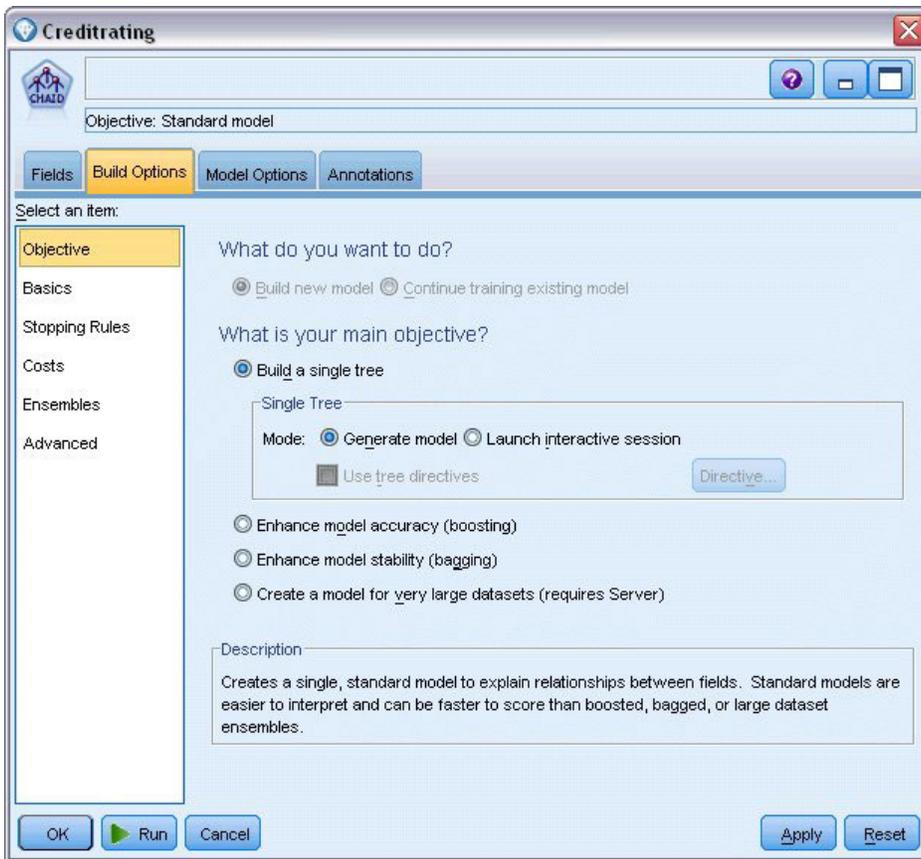 Creditrating
CHAID
?
Objective: Standard model
Fields Build Options Model Options Annotations
Select an item:
Objective
Basics
Stopping Rules
Costs
Ensembles
Advanced
What do you want to do?
Build new model Continue training existing model
What is your main objective?
Build a single tree
Single Tree
Mode: Generate model Launch interactive session
Use tree directives Directive...
Enhance model accuracy (boosting)
Enhance model stability (bagging)
Create a model for very large datasets (requires Server)
Description
Creates a single, standard model to explain relationships between fields. Standard models are
easier to interpret and can be faster to score than boosted, bagged, or large dataset
ensembles.
OK Run Cancel Apply Reset